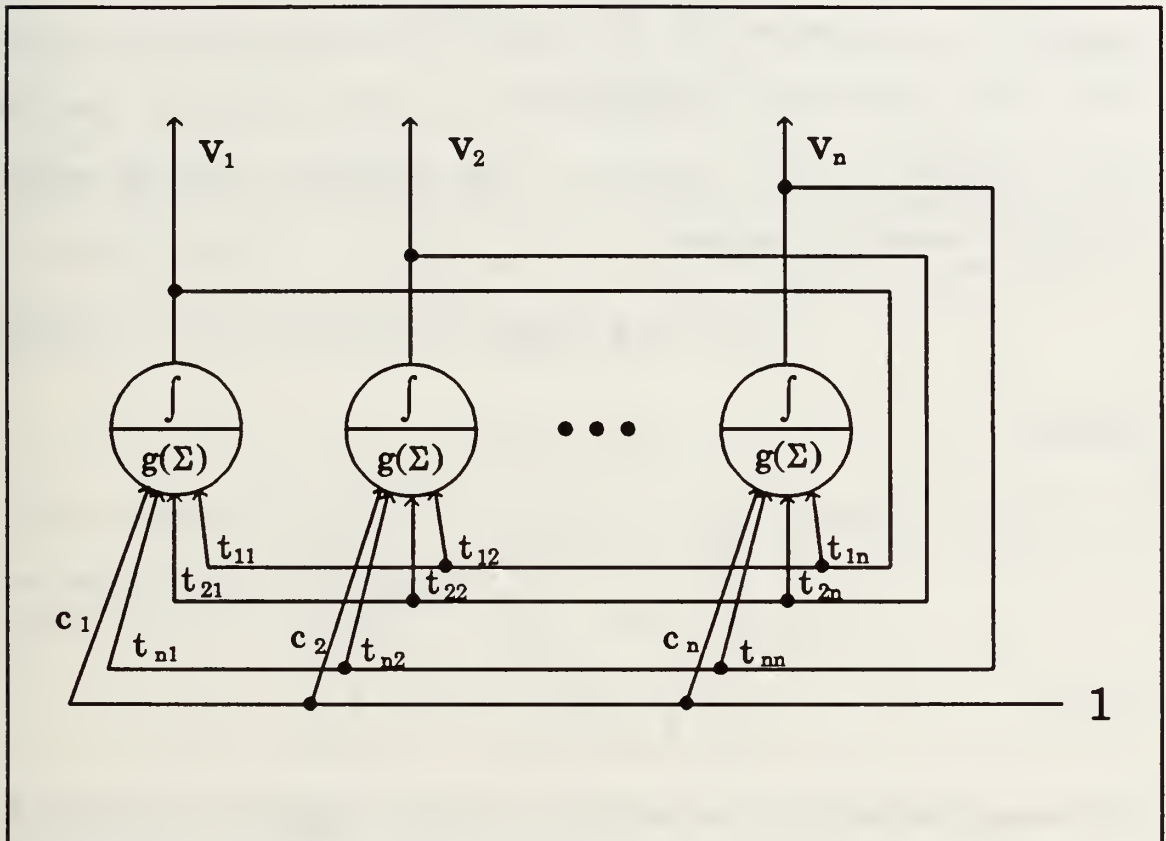 V₁ V₂ Vₙ
∫ ∫ ∫
g(Σ) g(Σ) g(Σ)
t₁₁ t₁₂ t₁ₙ
t₂₁ t₂₂ t₂ₙ
c₁ c₂ cₙ
tₙ₁ tₙ₂ tₙₙ
1